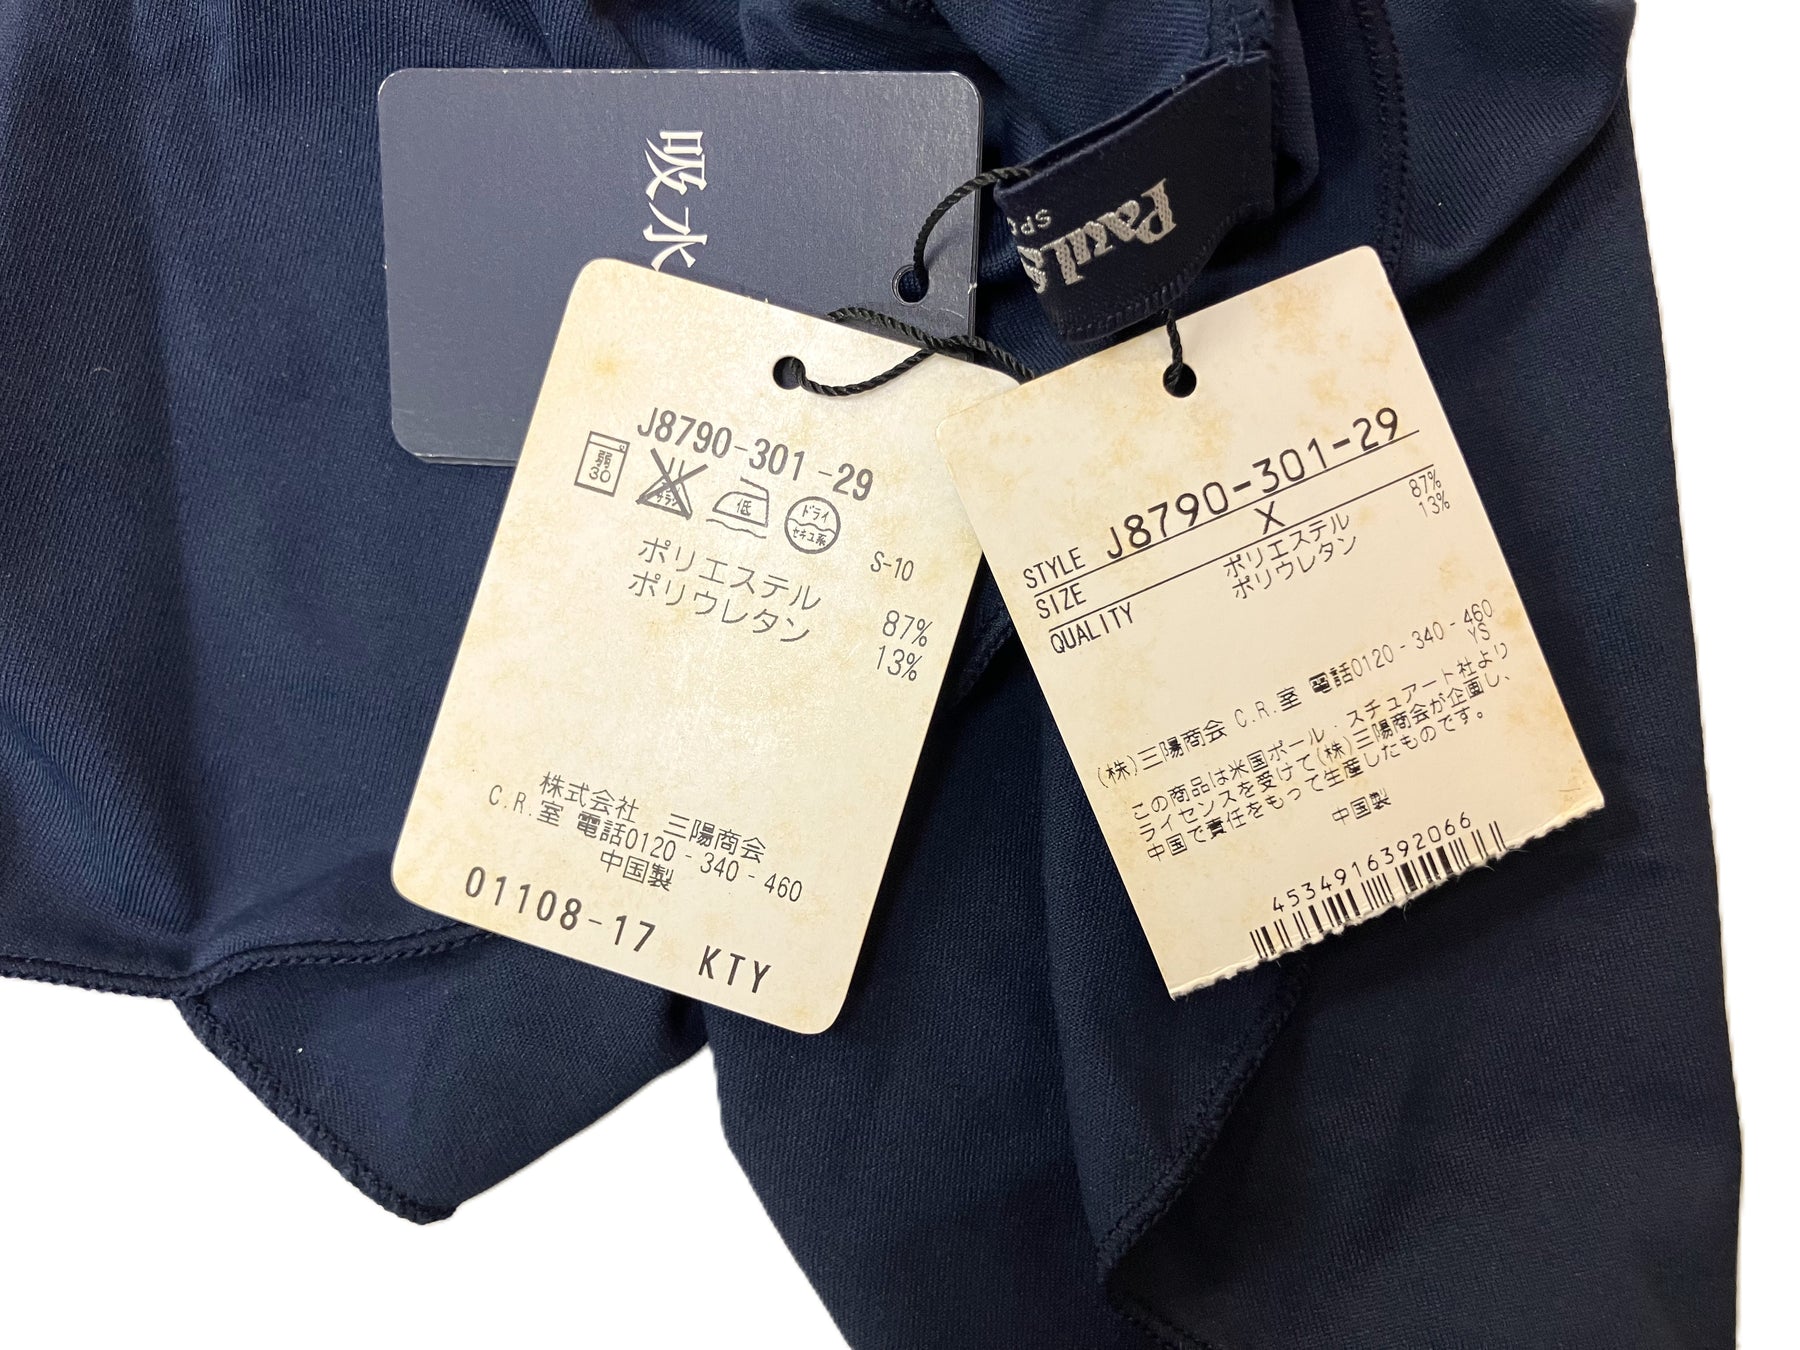 吸水
Paul
SPO
J8790-301-29
弱
30
サラシ
低
ドライ
セキユ系
S-10
ポリエステル 87%
ポリウレタン 13%
株式会社 三陽商会
C.R.室 電話0120-340-460
中国製
01108-17 KTY
STYLE J8790-301-29
SIZE X
QUALITY ポリエステル 87%
ポリウレタン 13%
(株)三陽商会 C.R.室 電話0120-340-460
YS
この商品は米国ポール・スチュアート社より
ライセンスを受けて(株)三陽商会が企画し、
中国で責任をもって生産したものです。
中国製
4534916392066